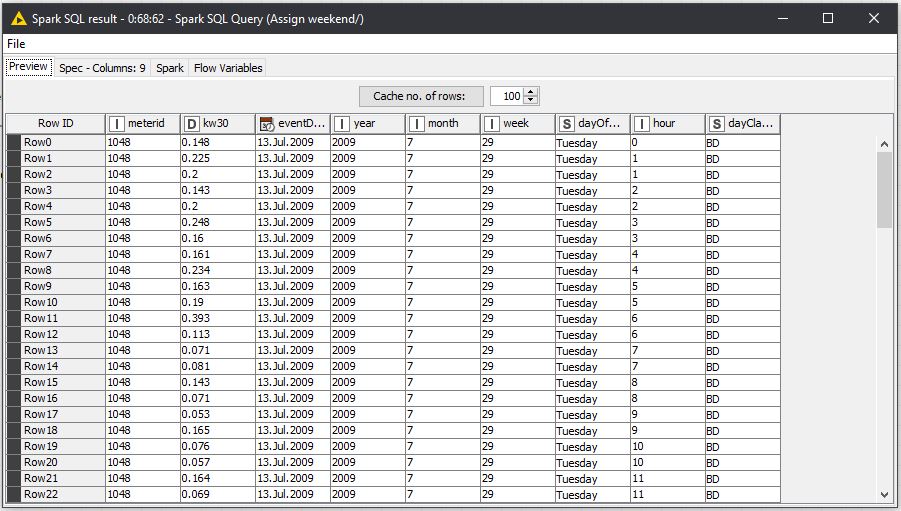 Spark SQL result - 0:68:62 - Spark SQL Query (Assign weekend/)
File
Preview Spec - Columns: 9 Spark Flow Variables
Cache no. of rows: 100
Row ID I meterid D kw30 eventD... I year I month I week S dayOf... I hour S dayCla...
Row0 1048 0.148 13.Jul.2009 2009 7 29 Tuesday 0 BD
Row1 1048 0.225 13.Jul.2009 2009 7 29 Tuesday 1 BD
Row2 1048 0.2 13.Jul.2009 2009 7 29 Tuesday 1 BD
Row3 1048 0.143 13.Jul.2009 2009 7 29 Tuesday 2 BD
Row4 1048 0.2 13.Jul.2009 2009 7 29 Tuesday 2 BD
Row5 1048 0.248 13.Jul.2009 2009 7 29 Tuesday 3 BD
Row6 1048 0.16 13.Jul.2009 2009 7 29 Tuesday 3 BD
Row7 1048 0.161 13.Jul.2009 2009 7 29 Tuesday 4 BD
Row8 1048 0.234 13.Jul.2009 2009 7 29 Tuesday 4 BD
Row9 1048 0.163 13.Jul.2009 2009 7 29 Tuesday 5 BD
Row10 1048 0.19 13.Jul.2009 2009 7 29 Tuesday 5 BD
Row11 1048 0.393 13.Jul.2009 2009 7 29 Tuesday 6 BD
Row12 1048 0.113 13.Jul.2009 2009 7 29 Tuesday 6 BD
Row13 1048 0.071 13.Jul.2009 2009 7 29 Tuesday 7 BD
Row14 1048 0.081 13.Jul.2009 2009 7 29 Tuesday 7 BD
Row15 1048 0.143 13.Jul.2009 2009 7 29 Tuesday 8 BD
Row16 1048 0.071 13.Jul.2009 2009 7 29 Tuesday 8 BD
Row17 1048 0.053 13.Jul.2009 2009 7 29 Tuesday 9 BD
Row18 1048 0.165 13.Jul.2009 2009 7 29 Tuesday 9 BD
Row19 1048 0.076 13.Jul.2009 2009 7 29 Tuesday 10 BD
Row20 1048 0.057 13.Jul.2009 2009 7 29 Tuesday 10 BD
Row21 1048 0.164 13.Jul.2009 2009 7 29 Tuesday 11 BD
Row22 1048 0.069 13.Jul.2009 2009 7 29 Tuesday 11 BD